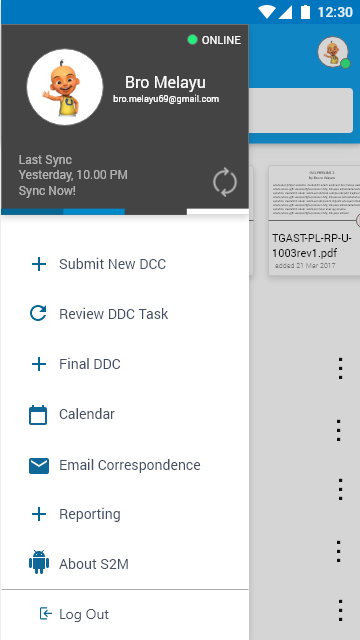 12:30
ONLINE
Bro Melayu
bro.melayu69@gmail.com
Last Sync
Yesterday, 10.00 PM
Sync Now!
Submit New DCC
Review DDC Task
Final DDC
Calendar
Email Correspondence
Reporting
About S2M
Log Out
TGAST-PL-RP-U-
1003rev1.pdf
added 21 Mar 2017